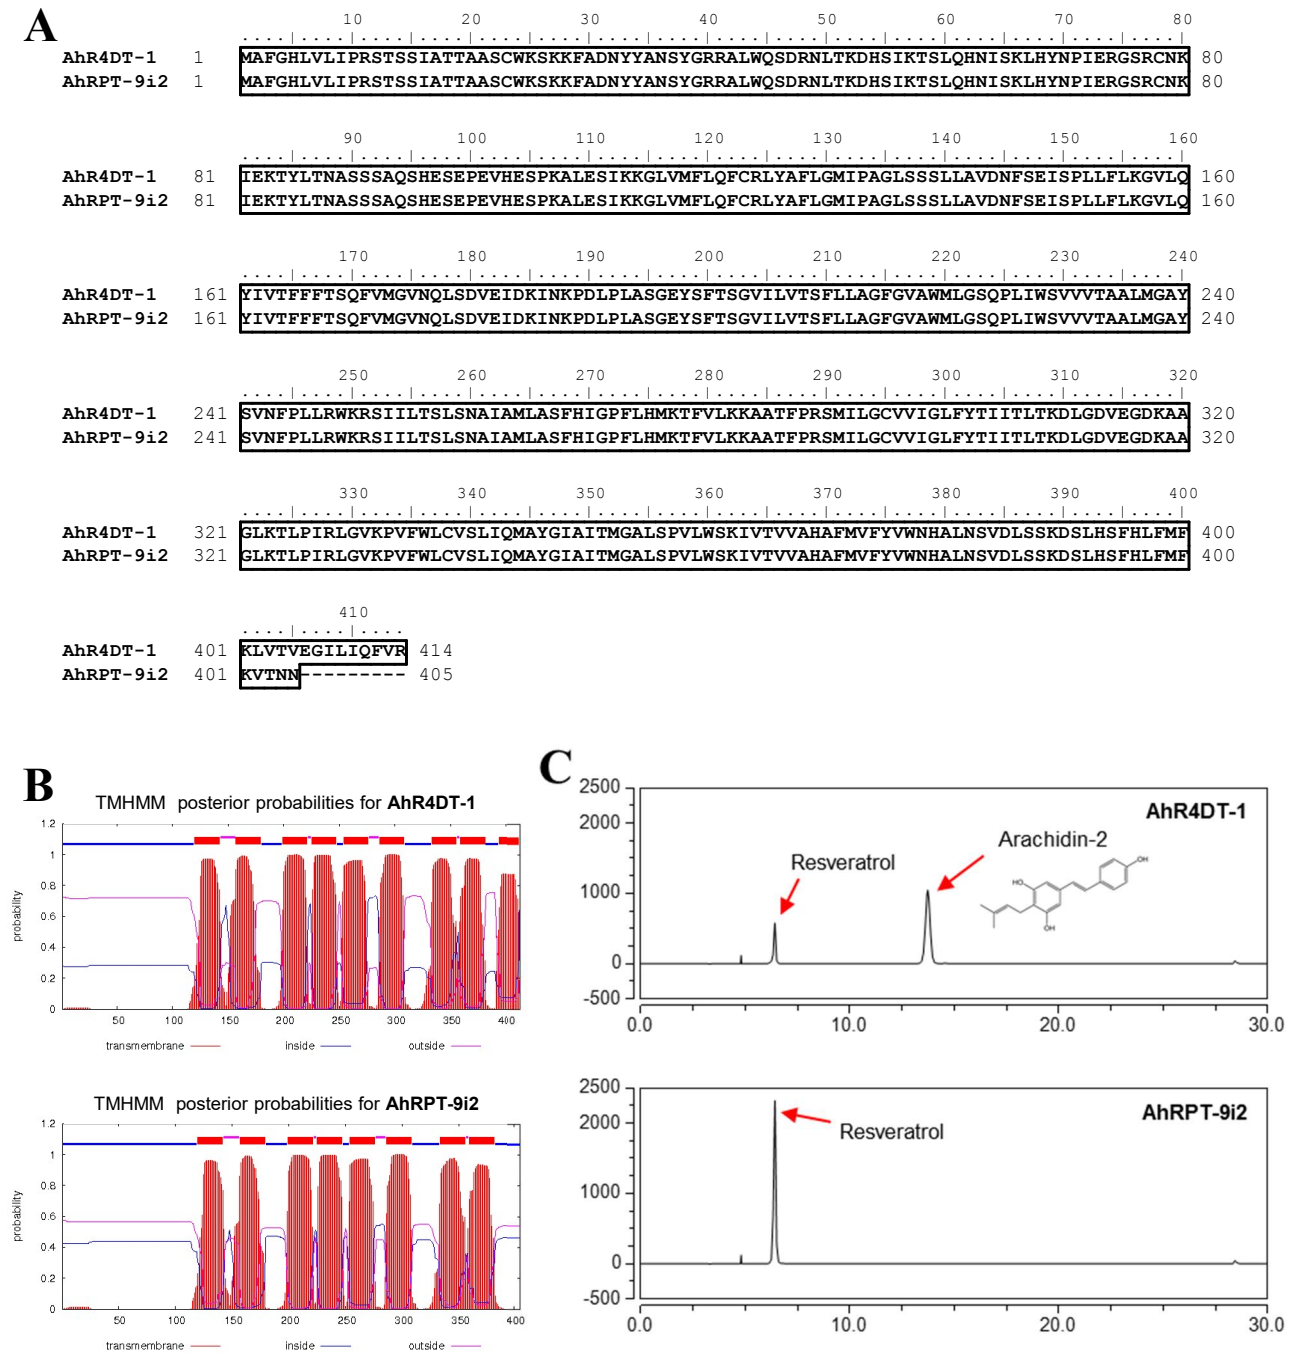 A
10 20 30 40 50 60 70 80
AhR4DT-1 1 MAFGHLVLIPRSTSSIATTAASCWKSKKFADNYYANSYGRRALWQSDRNLTKDHSIKTSLQHNISKLHYNPIERGSRCNK 80
AhRPT-9i2 1 MAFGHLVLIPRSTSSIATTAASCWKSKKFADNYYANSYGRRALWQSDRNLTKDHSIKTSLQHNISKLHYNPIERGSRCNK 80
90 100 110 120 130 140 150 160
AhR4DT-1 81 IEKTYLTNASSSAQSHESEPEVHESPKALESIKKGLVMFLQFCRLYAFLGMIPAGLSSSLLAVDNFSEISPLLFLKGVLQ 160
AhRPT-9i2 81 IEKTYLTNASSSAQSHESEPEVHESPKALESIKKGLVMFLQFCRLYAFLGMIPAGLSSSLLAVDNFSEISPLLFLKGVLQ 160
170 180 190 200 210 220 230 240
AhR4DT-1 161 YIVTFFFTSQFVMGVNQLSDVEIDKINKPDLPLASGEYSFTSGVILVTSFLLAGFGVAWMLGSQPLIWSVVVTAALMGAY 240
AhRPT-9i2 161 YIVTFFFTSQFVMGVNQLSDVEIDKINKPDLPLASGEYSFTSGVILVTSFLLAGFGVAWMLGSQPLIWSVVVTAALMGAY 240
250 260 270 280 290 300 310 320
AhR4DT-1 241 SVNFPLLRWKRSIILTSLSNAIAMLASFHIGPFLHMKTFVLKKAATFPRSMILGCVVIGLFYTIITLTKDLGDVEGDKAA 320
AhRPT-9i2 241 SVNFPLLRWKRSIILTSLSNAIAMLASFHIGPFLHMKTFVLKKAATFPRSMILGCVVIGLFYTIITLTKDLGDVEGDKAA 320
330 340 350 360 370 380 390 400
AhR4DT-1 321 GLKTLPIRLGVKPVFWLCVSLIQMAYGIAITMGALSPVLWSKIVTVVAHAFMVFYVWNHALNSVDLSSKDSLHSFHLFMF 400
AhRPT-9i2 321 GLKTLPIRLGVKPVFWLCVSLIQMAYGIAITMGALSPVLWSKIVTVVAHAFMVFYVWNHALNSVDLSSKDSLHSFHLFMF 400
410
AhR4DT-1 401 KLVTVEGILIQFVR 414
AhRPT-9i2 401 KVTNN--------- 405
B
TMHMM posterior probabilities for AhR4DT-1
1.2
1
0.8
0.6
0.4
0.2
0
probability
50 100 150 200 250 300 350 400
transmembrane inside outside
TMHMM posterior probabilities for AhRPT-9i2
1.2
1
0.8
0.6
0.4
0.2
0
probability
50 100 150 200 250 300 350 400
transmembrane inside outside
C
AhR4DT-1
2500
2000
1000
0
-500
Resveratrol
Arachidin-2
HO
OH
OH
0.0 10.0 20.0 30.0
AhRPT-9i2
2500
2000
1000
0
-500
Resveratrol
0.0 10.0 20.0 30.0